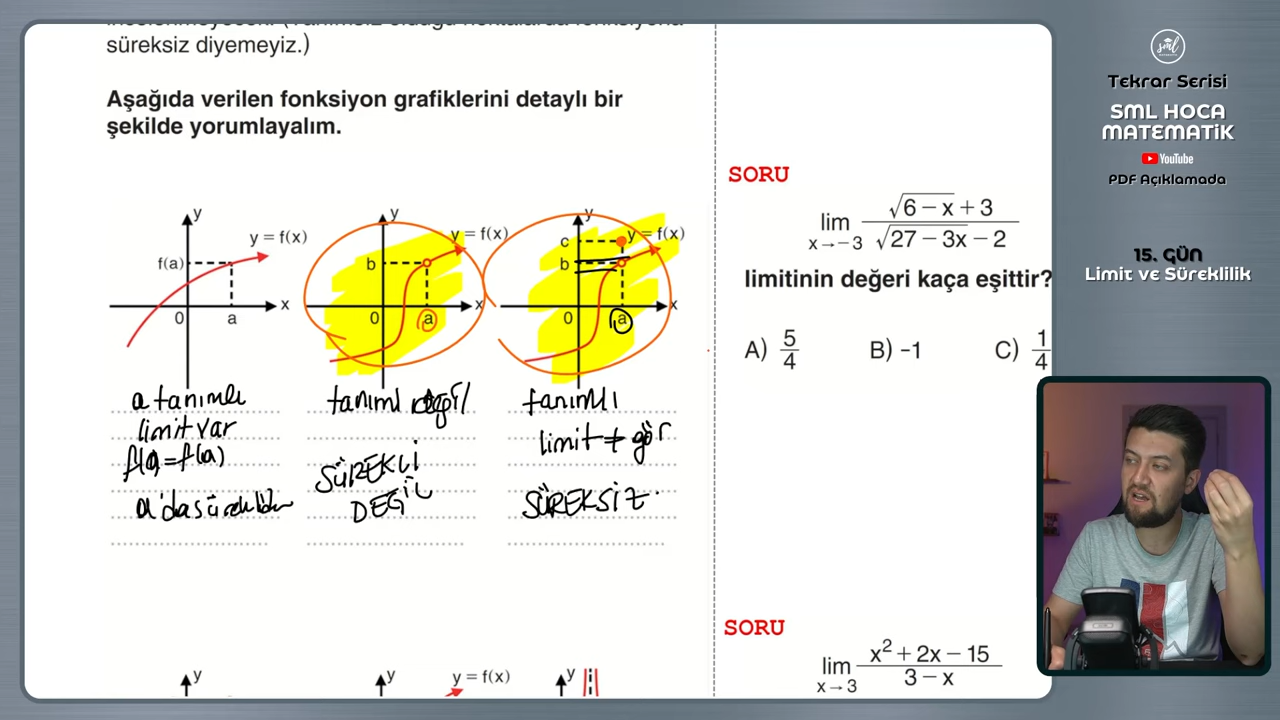 süreksiz diyemeyiz.)
Aşağıda verilen fonksiyon grafiklerini detaylı bir
şekilde yorumlayalım.
y
y = f(x)
f(a)
0
a
x
y
y = f(x)
b
0
a
x
y
c
y = f(x)
b
0
a
x
a tanımlı
limit var
f(a) = f(a)
a'da süreklidir
tanımlı değil
SÜREKLİ
DEĞİL
tanımlı
limit ≠ gör
SÜREKSİZ
y
y
y = f(x)
y
SORU
lim x→−3 (√(6 − x) + 3) / (√(27 − 3x) − 2)
limitinin değeri kaça eşittir?
A) 5/4 B) -1 C) 1/4
SORU
lim x→3 (x² + 2x − 15) / (3 − x)
sml
Tekrar Serisi
SML HOCA
MATEMATİK
YouTube
PDF Açıklamada
15. GÜN
Limit ve Süreklilik